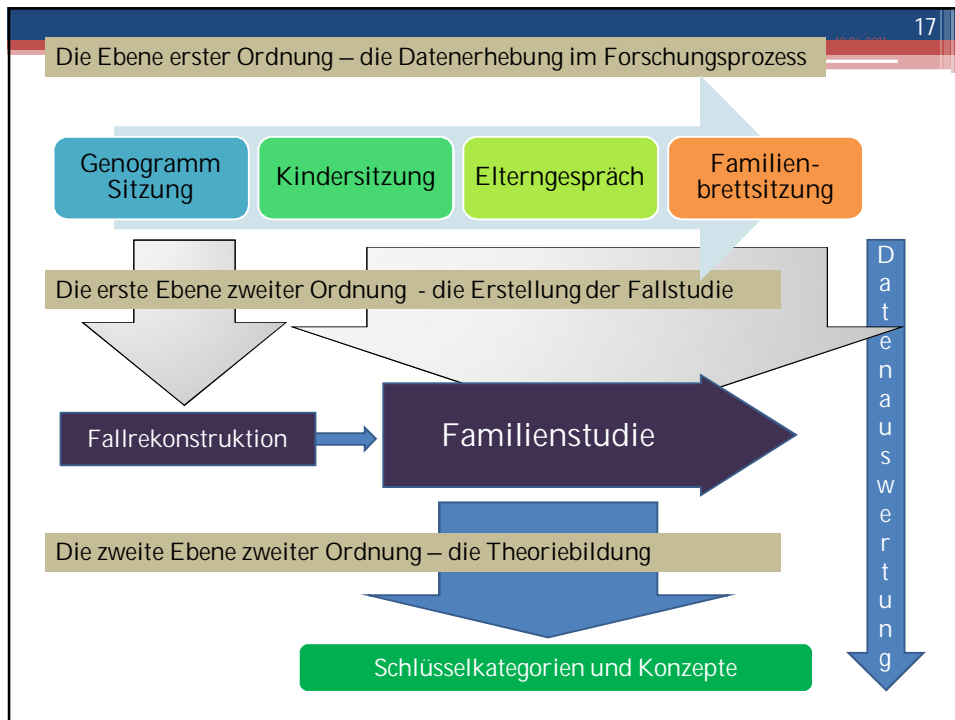 17
Die Ebene erster Ordnung – die Datenerhebung im Forschungsprozess
Genogramm
Sitzung
Kindersitzung
Elterngespräch
Familien-
brettsitzung
Die erste Ebene zweiter Ordnung - die Erstellung der Fallstudie
Fallrekonstruktion
Familienstudie
Die zweite Ebene zweiter Ordnung – die Theoriebildung
Schlüsselkategorien und Konzepte
D
a
t
e
n
a
u
s
w
e
r
t
u
n
g